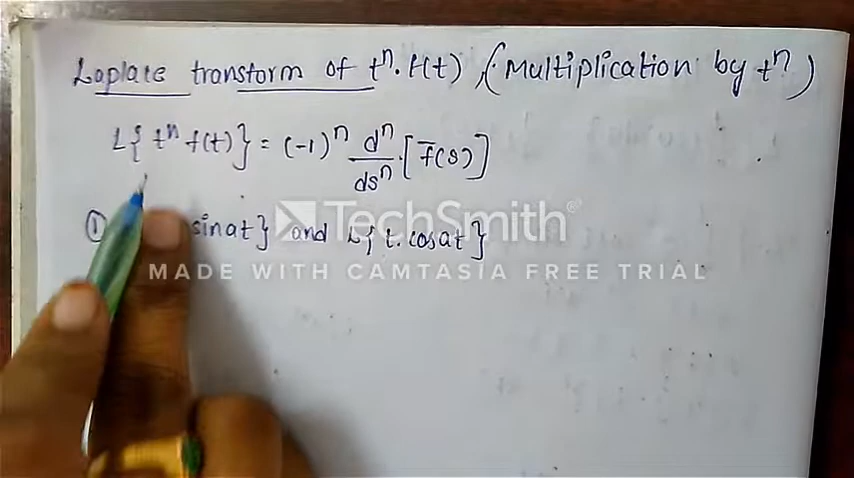 Laplace transform of tⁿ. f(t) (Multiplication by tⁿ)
L{ tⁿ f(t)} = (-1)ⁿ dⁿ/dsⁿ . [f̄(s)]
① sinat} and L{t.cosat}
TechSmith®
MADE WITH CAMTASIA FREE TRIAL